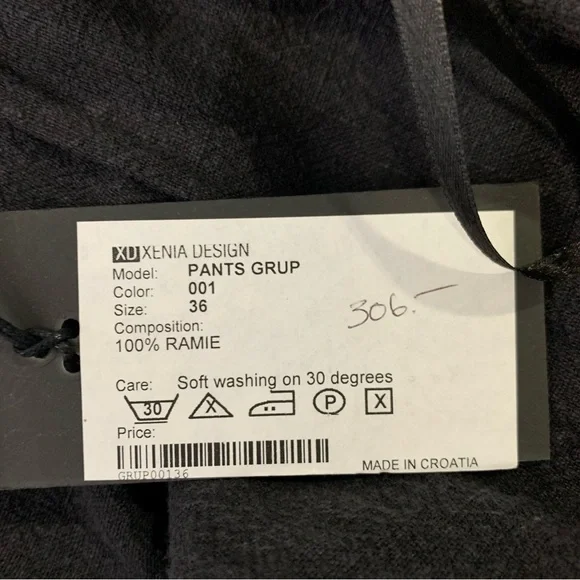 XD XENIA DESIGN
Model: PANTS GRUP
Color: 001
Size: 36
306.-
Composition:
100% RAMIE
Care: Soft washing on 30 degrees
30 X P X
Price:
GRUP00136
MADE IN CROATIA